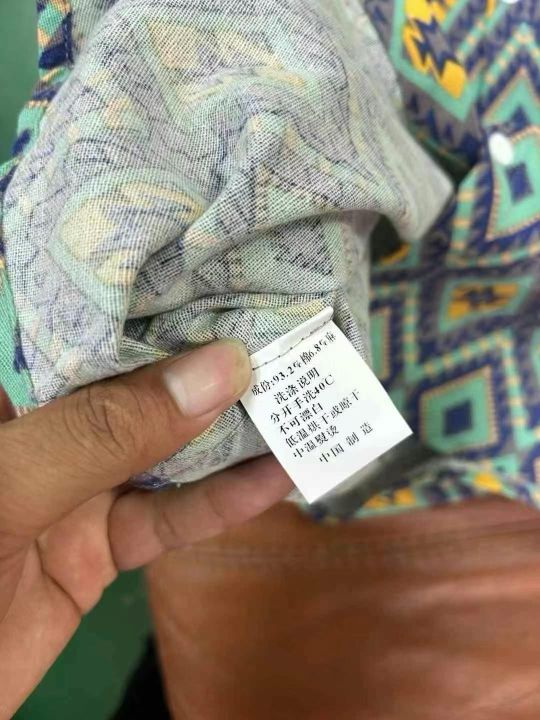 成份:93.2%棉6.8%麻
洗涤说明
分开手洗40C
不可漂白
低温烘干或晾干
中温熨烫
中国制造